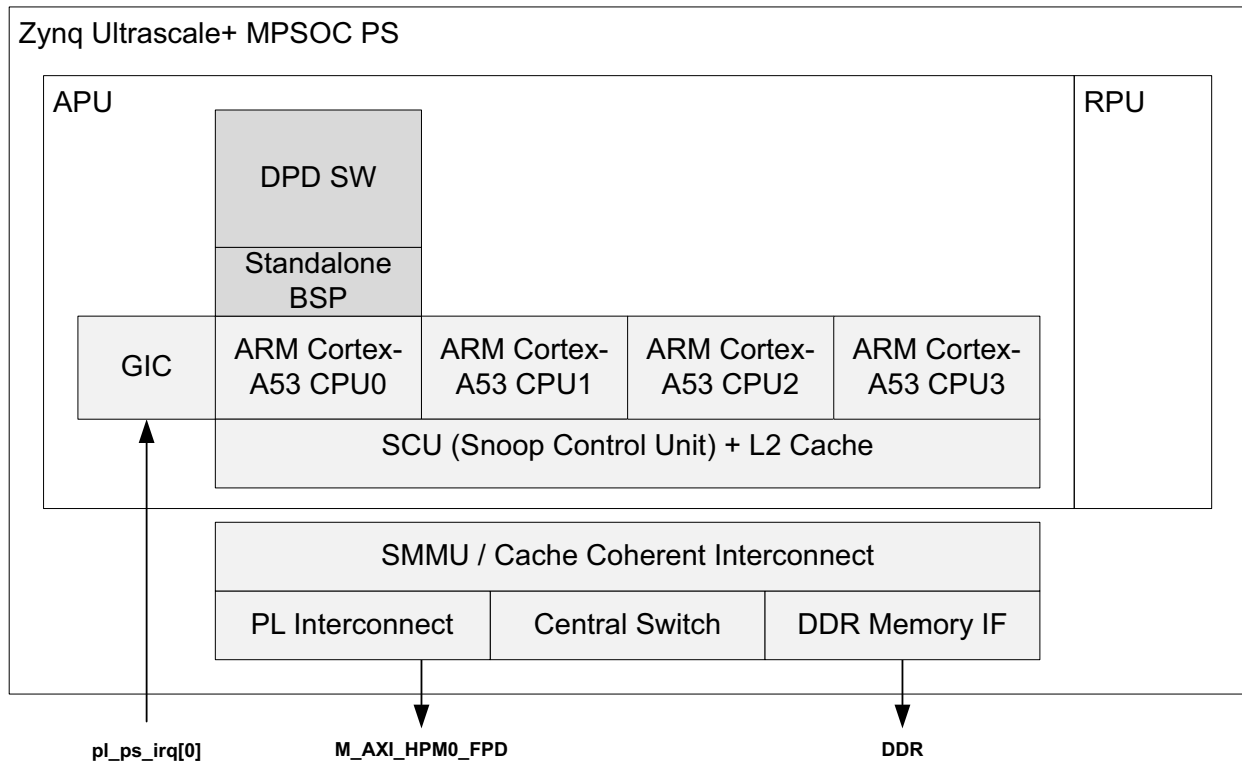 Zynq Ultrascale+ MPSOC PS
APU
RPU
DPD SW
Standalone
BSP
GIC
ARM Cortex-
A53 CPU0
ARM Cortex-
A53 CPU1
ARM Cortex-
A53 CPU2
ARM Cortex-
A53 CPU3
SCU (Snoop Control Unit) + L2 Cache
SMMU / Cache Coherent Interconnect
PL Interconnect
Central Switch
DDR Memory IF
pl_ps_irq[0]
M_AXI_HPM0_FPD
DDR